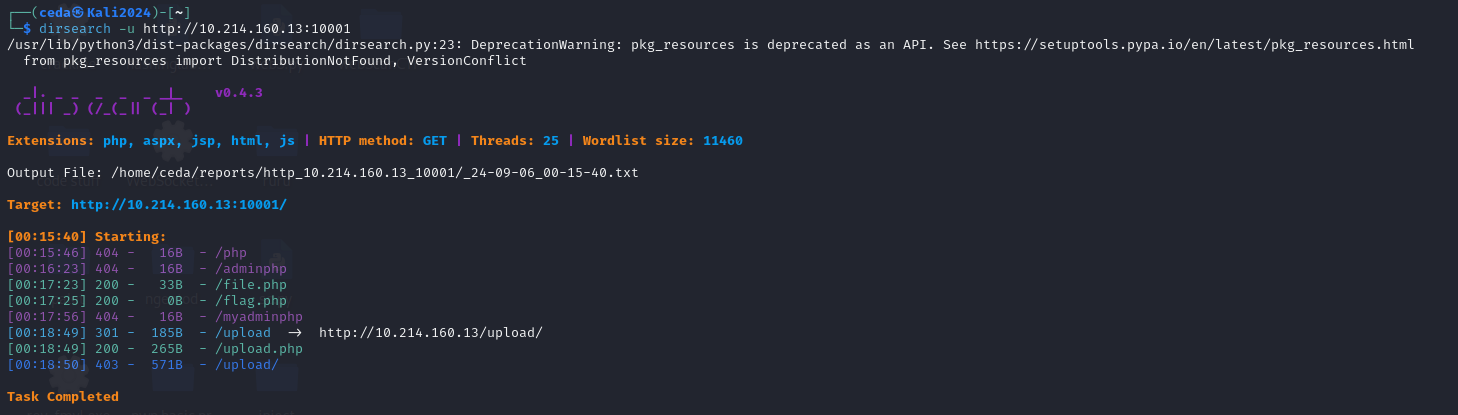 ┌──(ceda㉿Kali2024)-[~]
└─$ dirsearch -u http://10.214.160.13:10001
/usr/lib/python3/dist-packages/dirsearch/dirsearch.py:23: DeprecationWarning: pkg_resources is deprecated as an API. See https://setuptools.pypa.io/en/latest/pkg_resources.html
  from pkg_resources import DistributionNotFound, VersionConflict
  _|. _ _  _  _  _ _|_    v0.4.3
 (_||| _) (/_(_|| (_| )
Extensions: php, aspx, jsp, html, js | HTTP method: GET | Threads: 25 | Wordlist size: 11460
Output File: /home/ceda/reports/http_10.214.160.13_10001/_24-09-06_00-15-40.txt
Target: http://10.214.160.13:10001/
[00:15:40] Starting:
[00:15:46] 404 -   16B  - /php
[00:16:23] 404 -   16B  - /adminphp
[00:17:23] 200 -   33B  - /file.php
[00:17:25] 200 -    0B  - /flag.php
[00:17:56] 404 -   16B  - /myadminphp
[00:18:49] 301 -  185B  - /upload  ->  http://10.214.160.13/upload/
[00:18:49] 200 -  265B  - /upload.php
[00:18:50] 403 -  571B  - /upload/
Task Completed